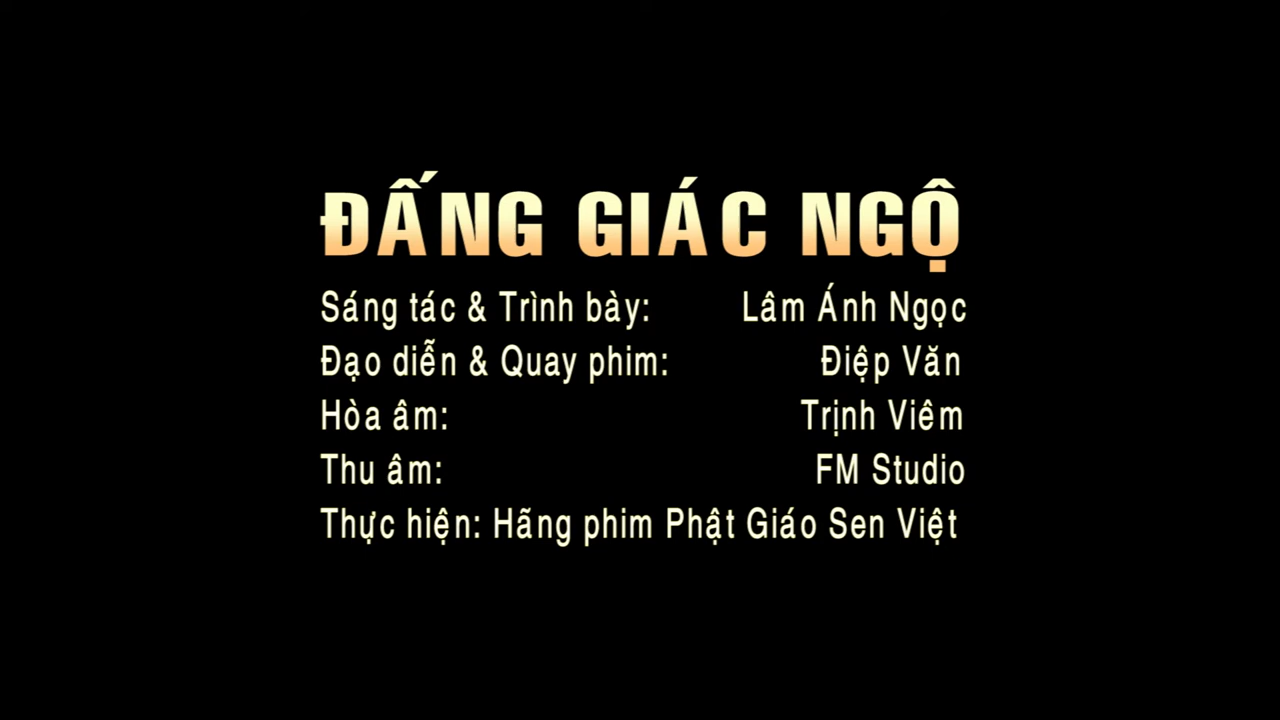 ĐẤNG GIÁC NGỘ
Sáng tác & Trình bày: Lâm Ánh Ngọc
Đạo diễn & Quay phim: Điệp Văn
Hòa âm: Trịnh Viêm
Thu âm: FM Studio
Thực hiện: Hãng phim Phật Giáo Sen Việt